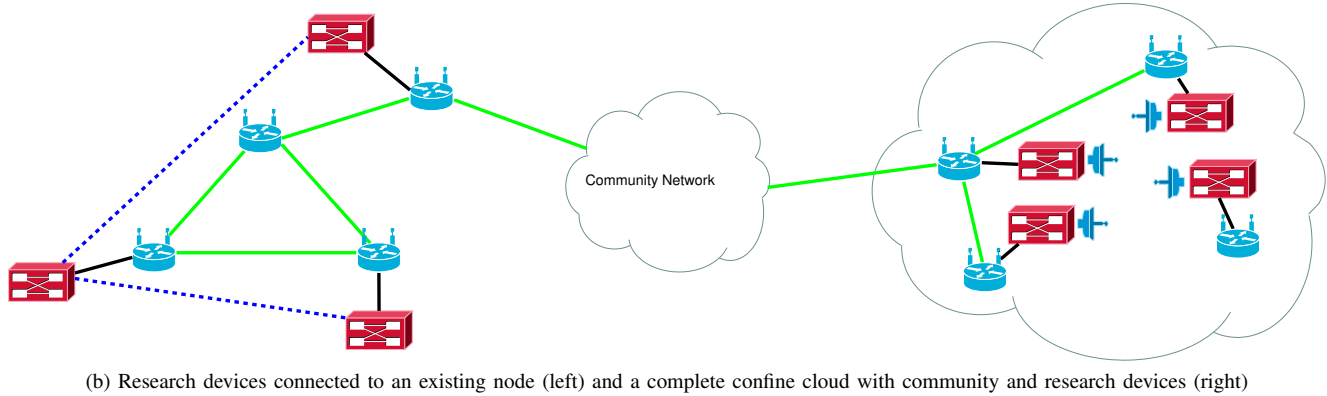 Community Network
(b) Research devices connected to an existing node (left) and a complete confine cloud with community and research devices (right)